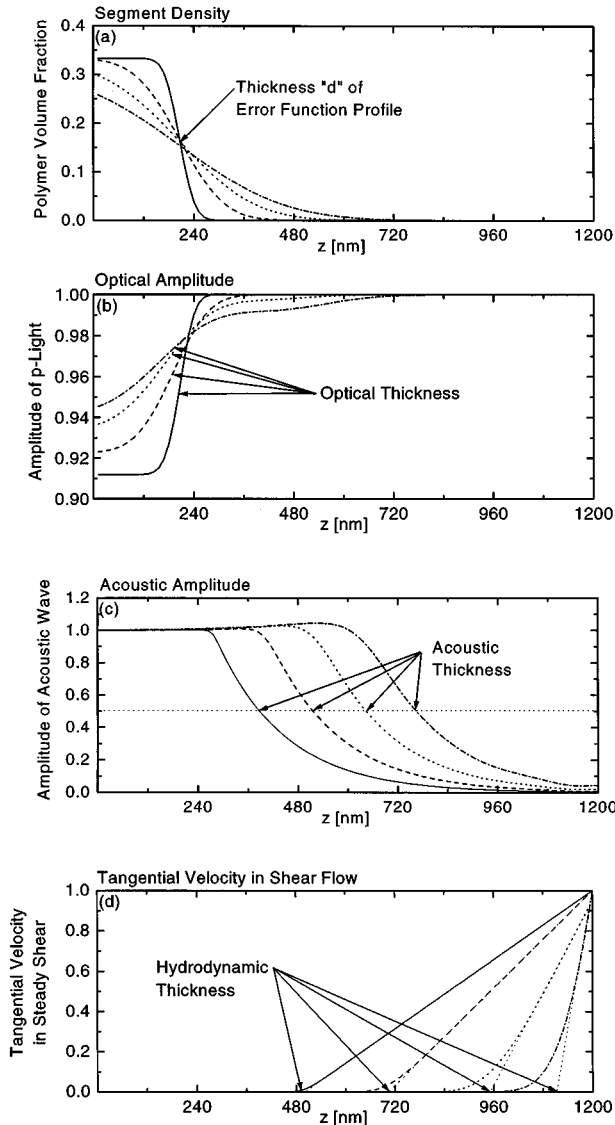 Segment Density
(a)
0.4
0.3
0.2
0.1
0.0
Polymer Volume Fraction
Thickness "d" of
Error Function Profile
240 480 720 960 1200
z [nm]
Optical Amplitude
(b)
1.00
0.98
0.96
0.94
0.92
0.90
Amplitude of p-Light
Optical Thickness
240 480 720 960 1200
z [nm]
Acoustic Amplitude
(c)
1.2
1.0
0.8
0.6
0.4
0.2
0.0
Amplitude of Acoustic Wave
Acoustic
Thickness
240 480 720 960 1200
z [nm]
Tangential Velocity in Shear Flow
(d)
1.0
0.8
0.6
0.4
0.2
0.0
Tangential Velocity
in Steady Shear
Hydrodynamic
Thickness
240 480 720 960 1200
z [nm]